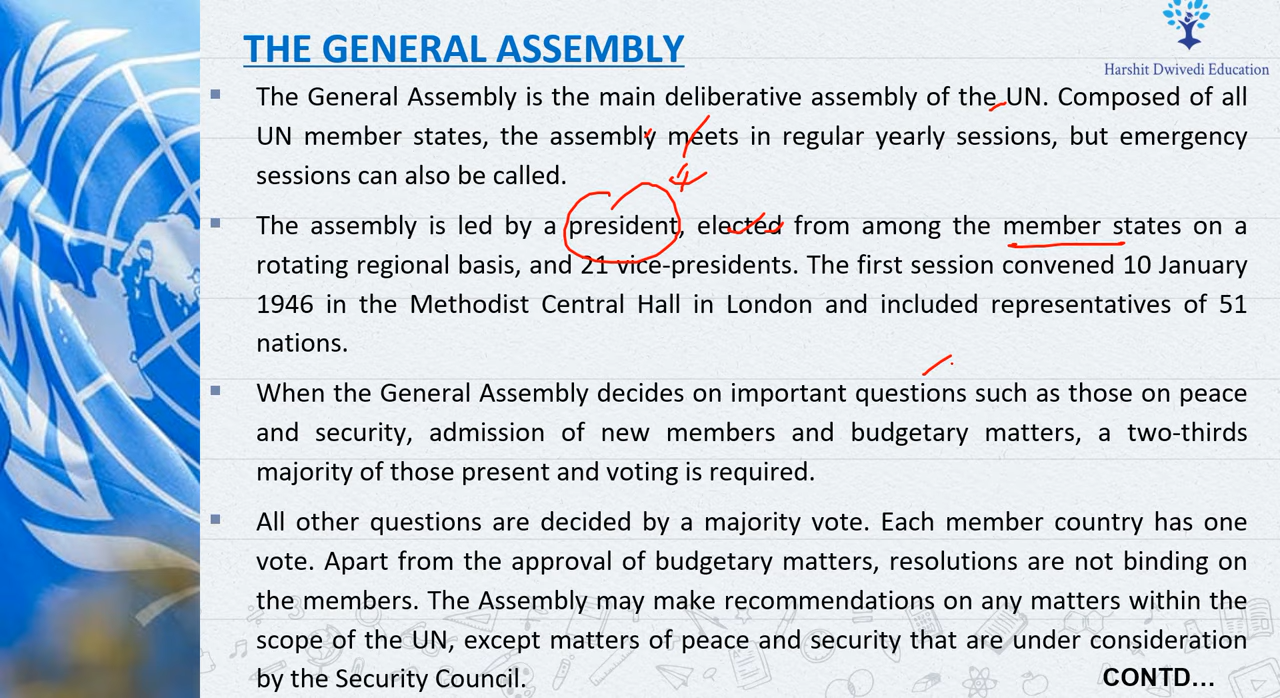 THE GENERAL ASSEMBLY
Harshit Dwivedi Education
The General Assembly is the main deliberative assembly of the UN. Composed of all
UN member states, the assembly meets in regular yearly sessions, but emergency
sessions can also be called.
The assembly is led by a president, elected from among the member states on a
rotating regional basis, and 21 vice-presidents. The first session convened 10 January
1946 in the Methodist Central Hall in London and included representatives of 51
nations.
When the General Assembly decides on important questions such as those on peace
and security, admission of new members and budgetary matters, a two-thirds
majority of those present and voting is required.
All other questions are decided by a majority vote. Each member country has one
vote. Apart from the approval of budgetary matters, resolutions are not binding on
the members. The Assembly may make recommendations on any matters within the
scope of the UN, except matters of peace and security that are under consideration
by the Security Council.
CONTD...